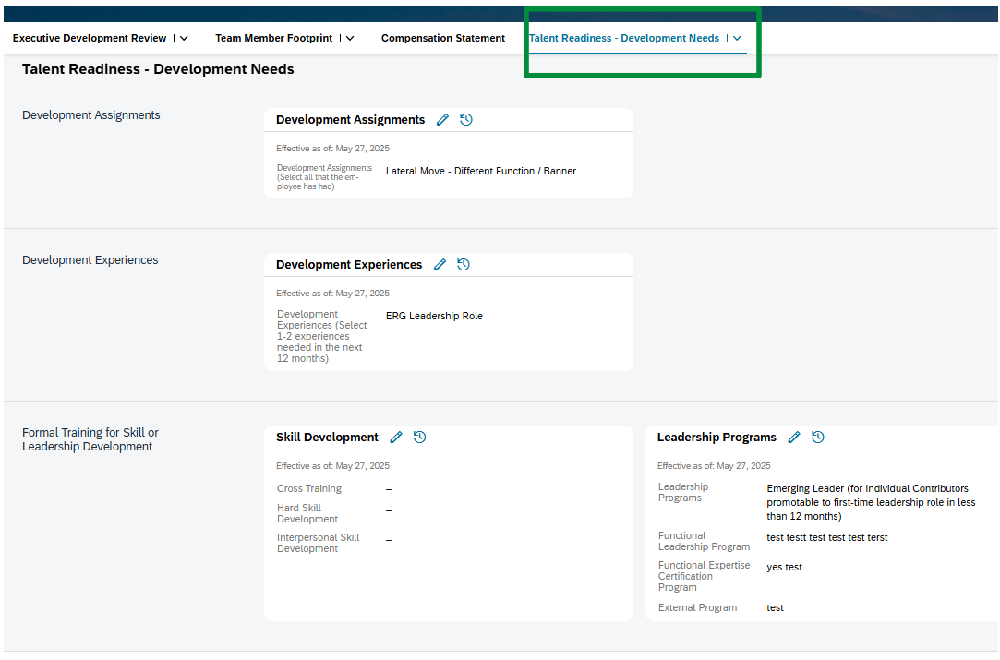 Executive Development Review
Team Member Footprint
Compensation Statement
Talent Readiness - Development Needs
Talent Readiness - Development Needs
Development Assignments
Development Assignments
Effective as of: May 27, 2025
Development Assignments
(Select all that the em-
ployee has had)
Lateral Move - Different Function / Banner
Development Experiences
Development Experiences
Effective as of: May 27, 2025
Development
Experiences (Select
1-2 experiences
needed in the next
12 months)
ERG Leadership Role
Formal Training for Skill or
Leadership Development
Skill Development
Effective as of: May 27, 2025
Cross Training
–
Hard Skill
Development
–
Interpersonal Skill
Development
–
Leadership Programs
Effective as of: May 27, 2025
Leadership
Programs
Emerging Leader (for Individual Contributors
promotable to first-time leadership role in less
than 12 months)
Functional
Leadership Program
test testt test test test terst
Functional Expertise
Certification
Program
yes test
External Program
test